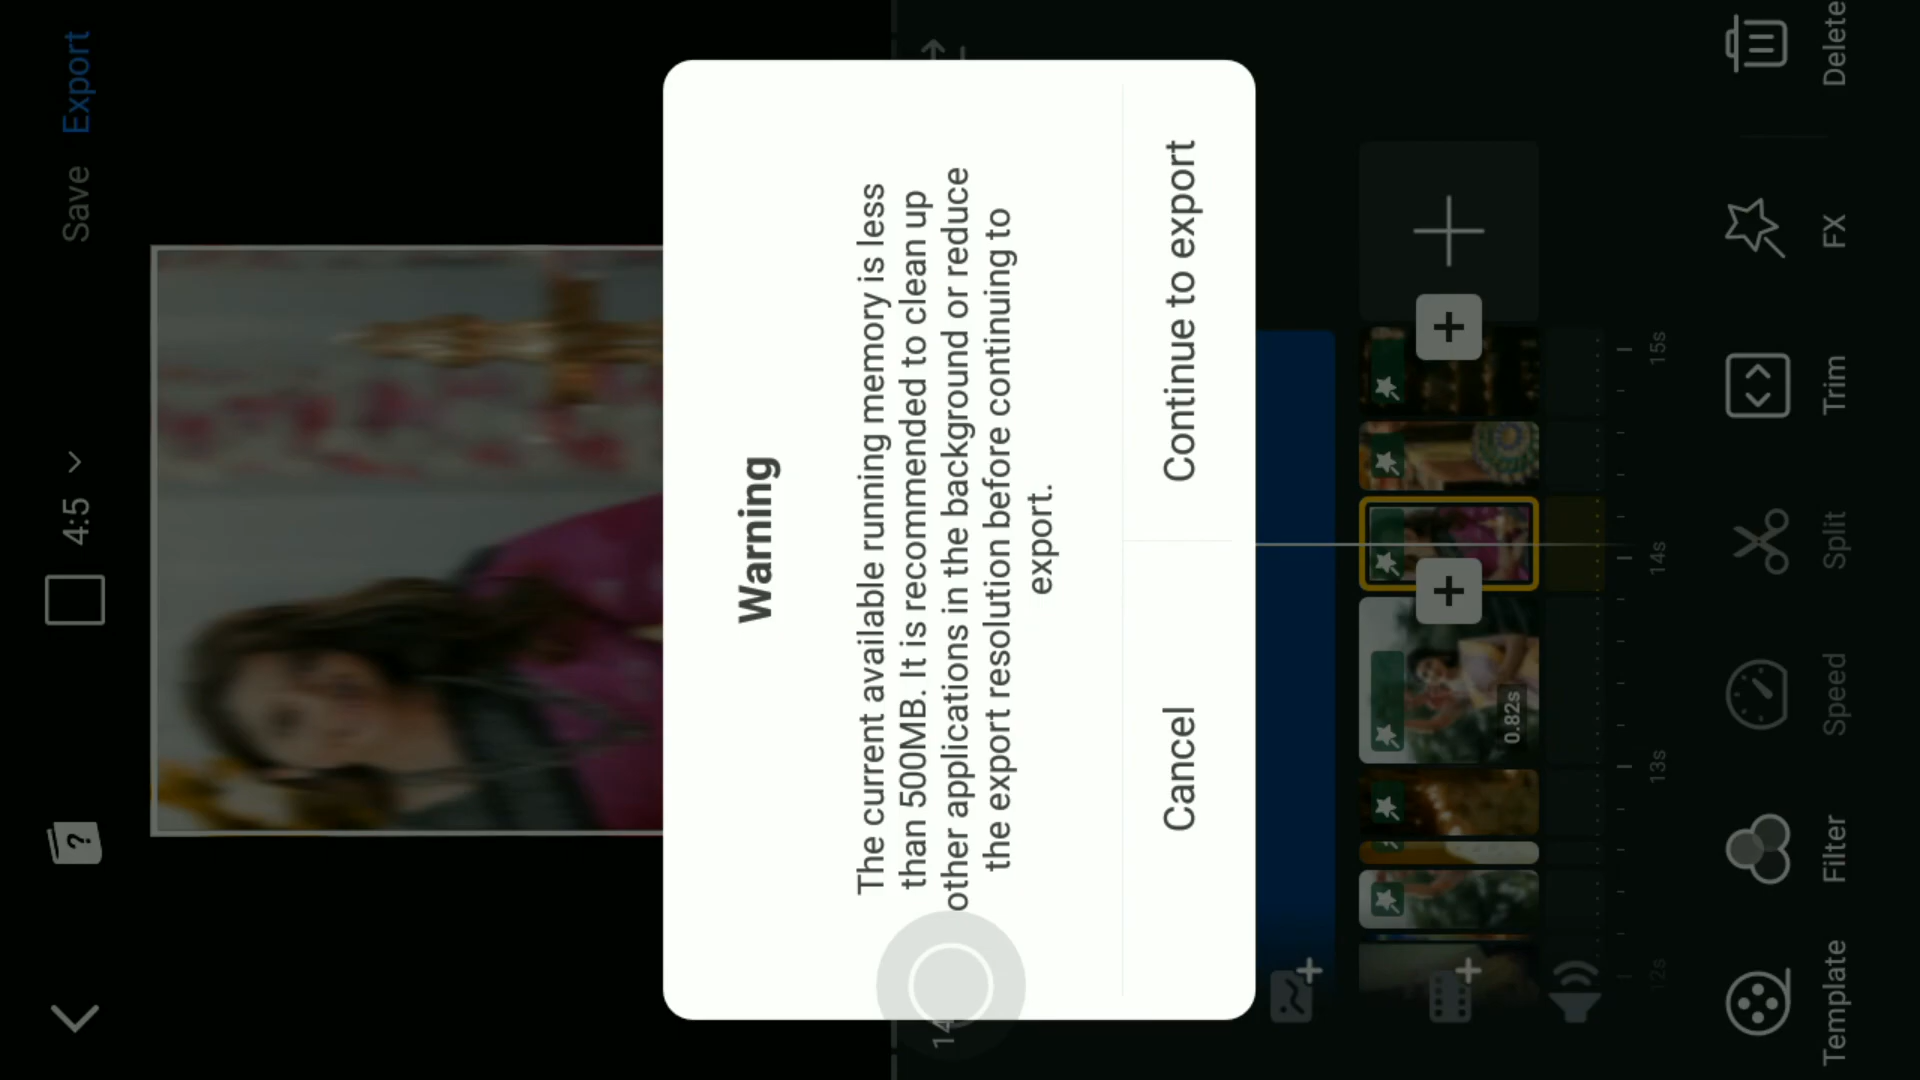 4:5
Save
Export
Warning
The current available running memory is less
than 500MB. It is recommended to clean up
other applications in the background or reduce
the export resolution before continuing to
export.
Cancel
Continue to export
14
0.82s
12s
13s
14s
15s
Template
Filter
Speed
Split
Trim
FX
Delete